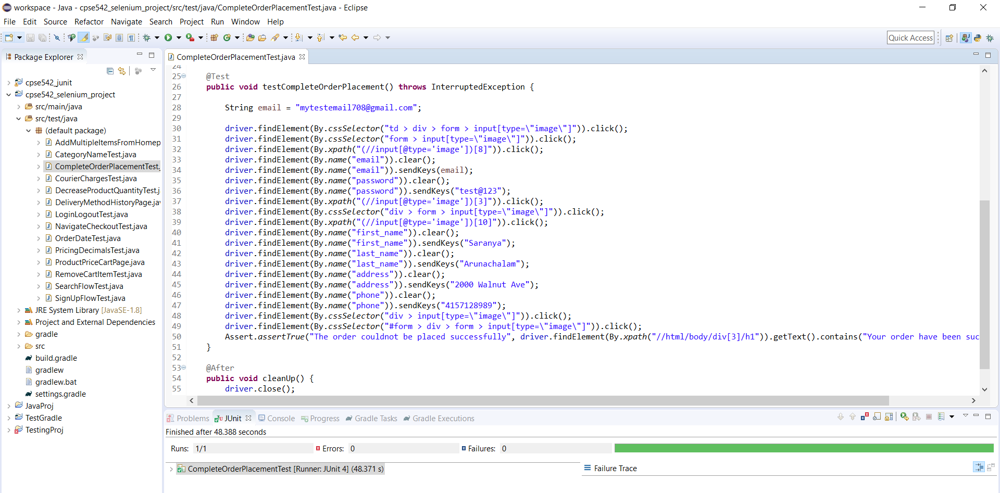 workspace - Java - cpse542_selenium_project/src/test/java/CompleteOrderPlacementTest.java - Eclipse
File Edit Source Refactor Navigate Search Project Run Window Help
Quick Access
Package Explorer
cpse542_junit
cpse542_selenium_project
src/main/java
src/test/java
(default package)
AddMultipleItemsFromHomep
CategoryNameTest.java
CompleteOrderPlacementTest.
CourierChargesTest.java
DecreaseProductQuantityTest.j
DeliveryMethodHistoryPage.jav
LoginLogoutTest.java
NavigateCheckoutTest.java
OrderDateTest.java
PricingDecimalsTest.java
ProductPriceCartPage.java
RemoveCartItemTest.java
SearchFlowTest.java
SignUpFlowTest.java
JRE System Library [JavaSE-1.8]
Project and External Dependencies
gradle
src
build.gradle
gradlew
gradlew.bat
settings.gradle
JavaProj
TestGradle
TestingProj
CompleteOrderPlacementTest.java
24
25 @Test
26 public void testCompleteOrderPlacement() throws InterruptedException {
27
28 String email = "mytestemail708@gmail.com";
29
30 driver.findElement(By.cssSelector("td > div > form > input[type=\"image\"]")).click();
31 driver.findElement(By.cssSelector("form > input[type=\"image\"]")).click();
32 driver.findElement(By.xpath("(//input[@type='image'])[8]")).click();
33 driver.findElement(By.name("email")).clear();
34 driver.findElement(By.name("email")).sendKeys(email);
35 driver.findElement(By.name("password")).clear();
36 driver.findElement(By.name("password")).sendKeys("test@123");
37 driver.findElement(By.xpath("(//input[@type='image'])[3]")).click();
38 driver.findElement(By.cssSelector("div > form > input[type=\"image\"]")).click();
39 driver.findElement(By.xpath("(//input[@type='image'])[10]")).click();
40 driver.findElement(By.name("first_name")).clear();
41 driver.findElement(By.name("first_name")).sendKeys("Saranya");
42 driver.findElement(By.name("last_name")).clear();
43 driver.findElement(By.name("last_name")).sendKeys("Arunachalam");
44 driver.findElement(By.name("address")).clear();
45 driver.findElement(By.name("address")).sendKeys("2000 Walnut Ave");
46 driver.findElement(By.name("phone")).clear();
47 driver.findElement(By.name("phone")).sendKeys("4157128989");
48 driver.findElement(By.cssSelector("div > input[type=\"image\"]")).click();
49 driver.findElement(By.cssSelector("#form > div > form > input[type=\"image\"]")).click();
50 Assert.assertTrue("The order couldnot be placed successfully", driver.findElement(By.xpath("//html/body/div[3]/h1")).getText().contains("Your order have been suc
51 }
52
53 @After
54 public void cleanUp() {
55 driver.close();
Problems JUnit Console Progress Gradle Tasks Gradle Executions
Finished after 48.388 seconds
Runs: 1/1 Errors: 0 Failures: 0
CompleteOrderPlacementTest [Runner: JUnit 4] (48.371 s)
Failure Trace